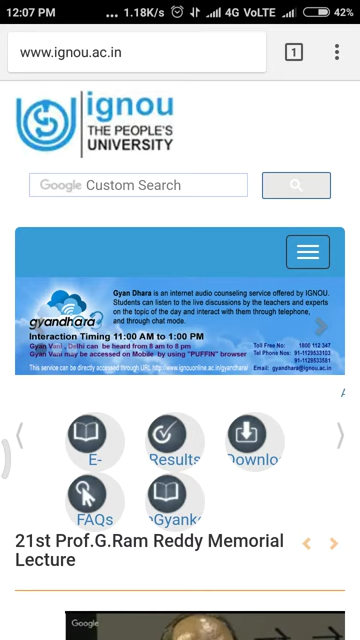 12:07 PM ... 1.18K/s 4G VoLTE 42%
www.ignou.ac.in
1
ignou
THE PEOPLE'S
UNIVERSITY
Google Custom Search
Gyan Dhara is an internet audio counseling service offered by IGNOU.
Students can listen to the live discussions by the teachers and experts
on the topic of the day and interact with them through telephone,
and through chat mode.
gyandhara
Interaction Timing 11:00 AM to 1:00 PM
Gyan Vani, Delhi can be heard from 8 am to 8 pm
Gyan Vani may be accessed on Mobile by using "PUFFIN" browser
This service can be directly accessed through URL http://www.ignouonline.ac.in/gyandhara/
Toll Free No: 1800 112 347
Tel Phone Nos: 91-1129533103
91-1129533581
Email: gyandhara@ignou.ac.in
E-
Results
Downlo
FAQs
eGyank
21st Prof.G.Ram Reddy Memorial
Lecture
Google